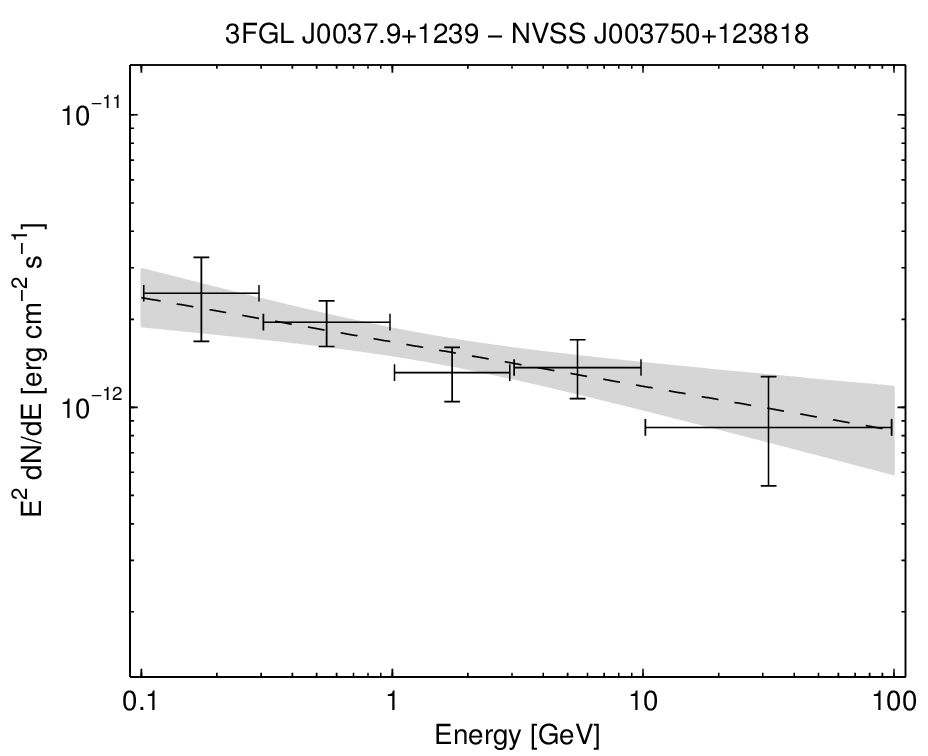 3FGL J0037.9+1239 − NVSS J003750+123818
10⁻¹¹
10⁻¹²
E² dN/dE [erg cm⁻² s⁻¹]
0.1 1 10 100
Energy [GeV]